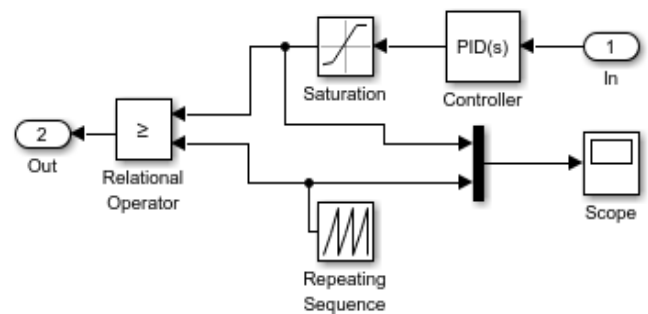 PID(s)
1
In
Saturation
Controller
≥
2
Out
Relational
Operator
Scope
Repeating
Sequence